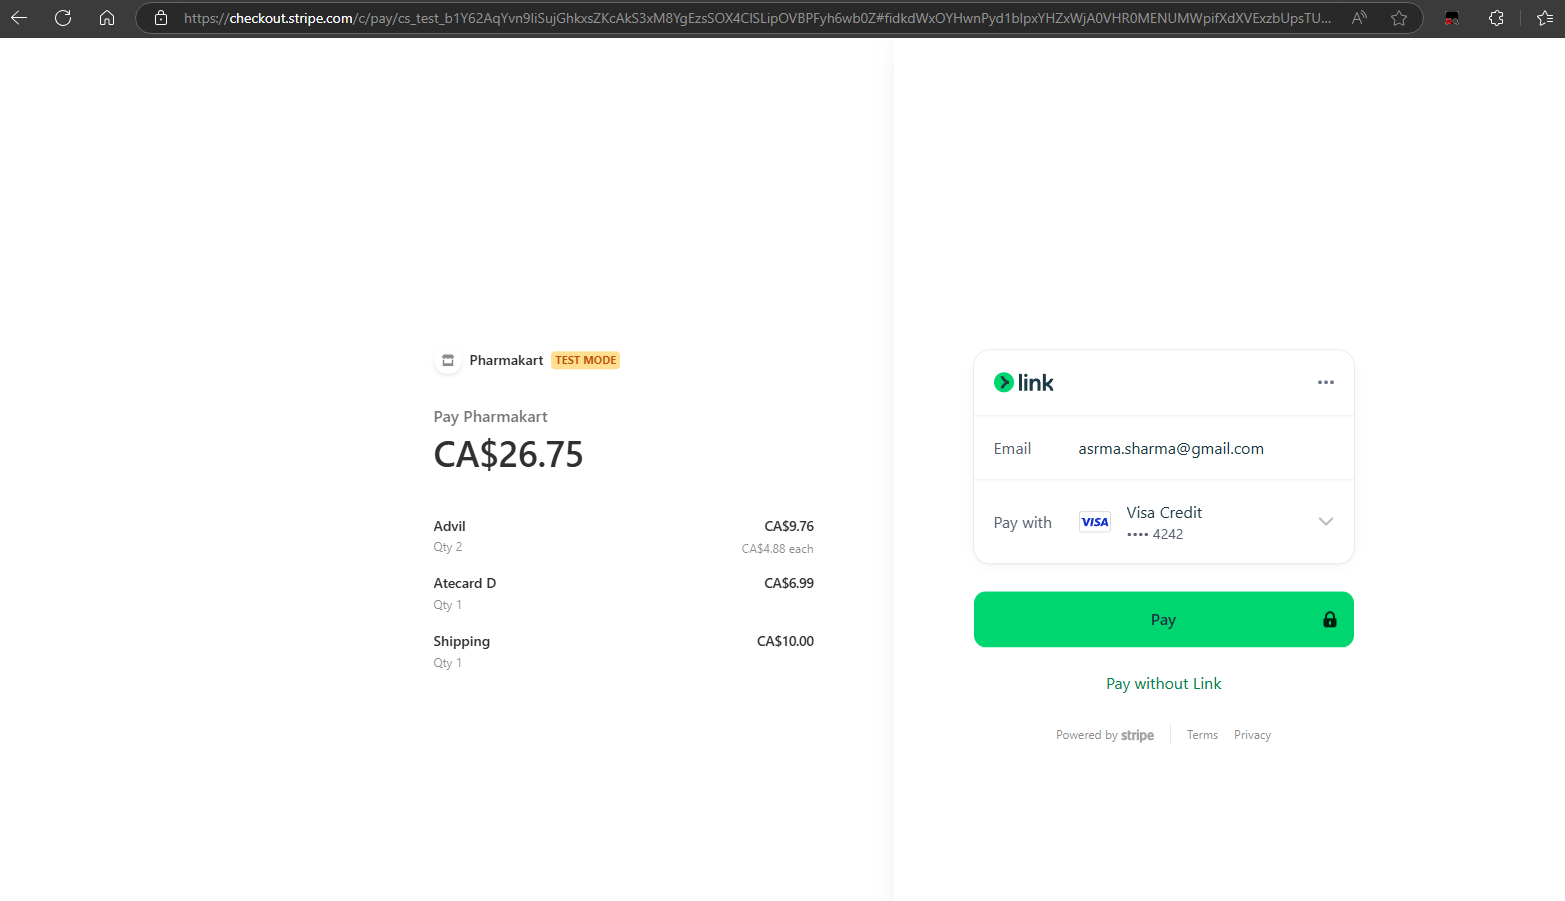 https://checkout.stripe.com/c/pay/cs_test_b1Y62AqYvn9IiSujGhkxsZKcAkS3xM8YgEzsSOX4CISLipOVBPFyh6wb0Z#fidkdWxOYHwnPyd1blpxYHZxWjA0VHR0MENUMWpifXdXVExzbUpsTU...
Pharmakart TEST MODE
Pay Pharmakart
CA$26.75
Advil CA$9.76
Qty 2 CA$4.88 each
Atecard D CA$6.99
Qty 1
Shipping CA$10.00
Qty 1
link
Email asrma.sharma@gmail.com
Pay with VISA Visa Credit
•••• 4242
Pay
Pay without Link
Powered by stripe Terms Privacy